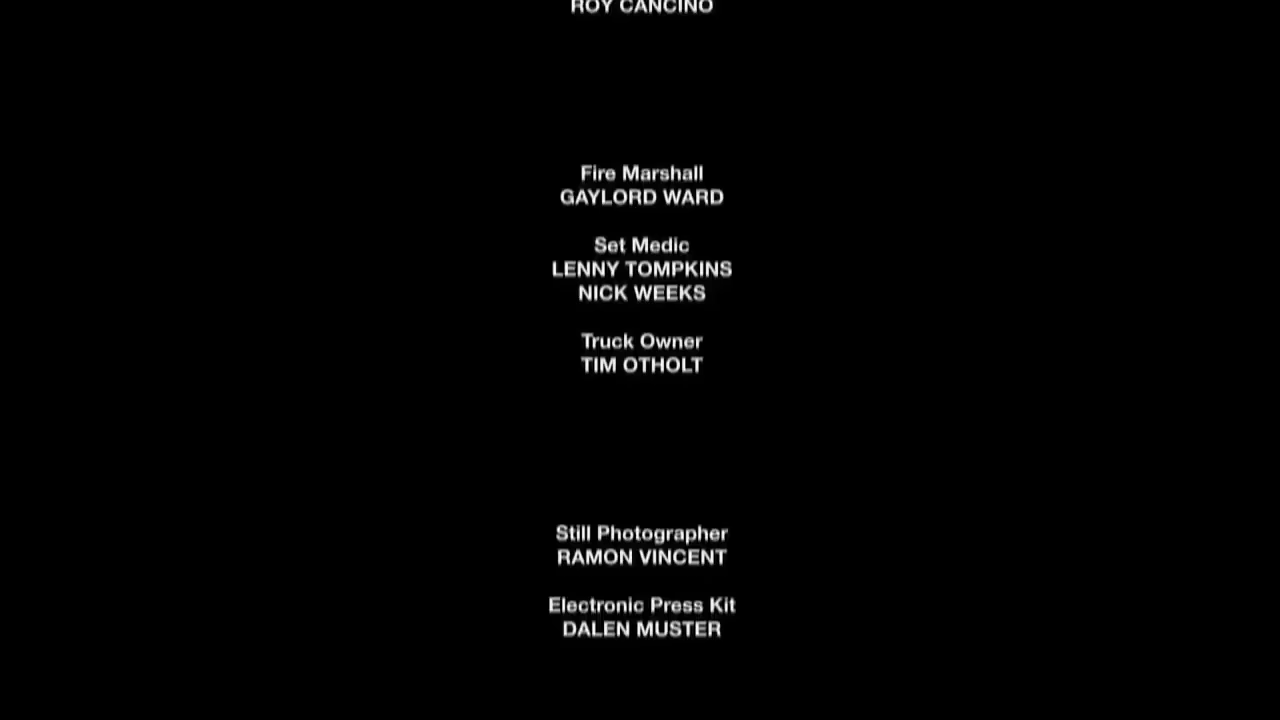 ROY CANCINO
Fire Marshall
GAYLORD WARD
Set Medic
LENNY TOMPKINS
NICK WEEKS
Truck Owner
TIM OTHOLT
Still Photographer
RAMON VINCENT
Electronic Press Kit
DALEN MUSTER